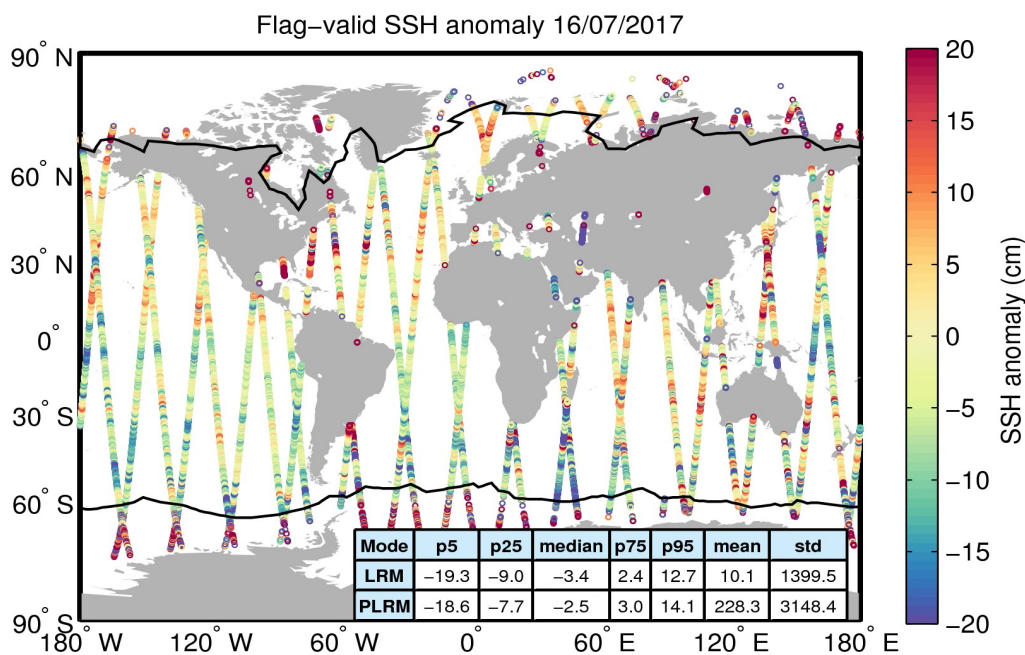 Flag−valid SSH anomaly 16/07/2017
90° N
60° N
30° N
0°
30° S
60° S
90° S
180° W
120° W
60° W
0°
60° E
120° E
180° E
20
15
10
5
0
−5
−10
−15
−20
SSH anomaly (cm)
Mode p5 p25 median p75 p95 mean std
LRM −19.3 −9.0 −3.4 2.4 12.7 10.1 1399.5
PLRM −18.6 −7.7 −2.5 3.0 14.1 228.3 3148.4